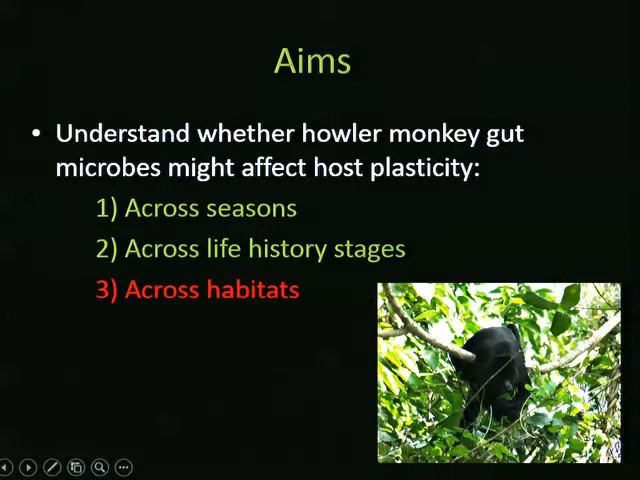 Aims
• Understand whether howler monkey gut
microbes might affect host plasticity:
1) Across seasons
2) Across life history stages
3) Across habitats